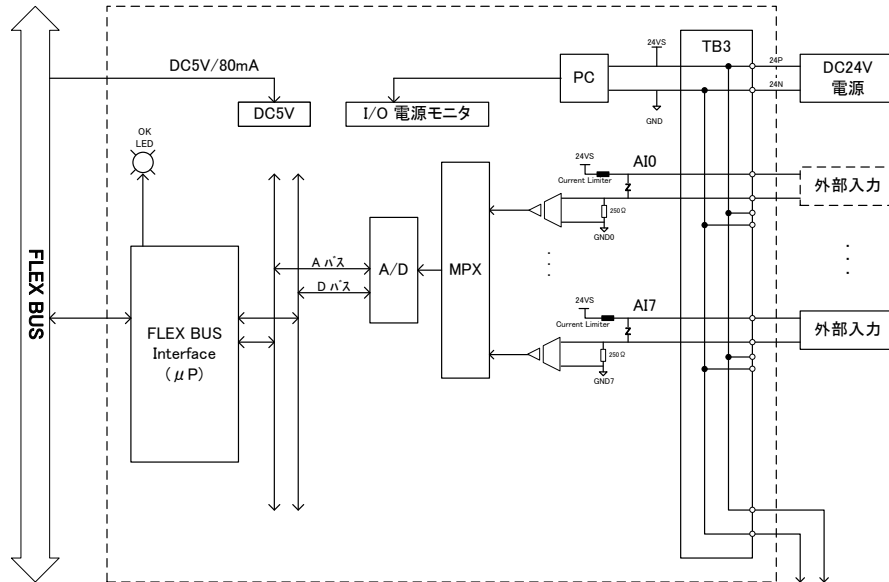 DC5V/80mA
DC5V
I/O 電源モニタ
PC
24VS
GND
TB3
24P
24N
DC24V
電源
OK
LED
FLEX BUS
FLEX BUS
Interface
(μP)
A バス
D バス
A/D
MPX
24VS
Current Limiter
AI0
Z
250Ω
GND0
外部入力
24VS
Current Limiter
AI7
Z
250Ω
GND7
外部入力